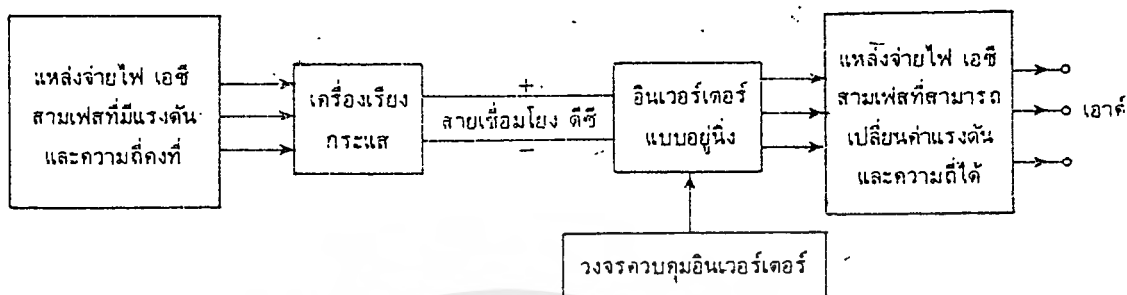 แหล่งจ่ายไฟ เอซี
สามเฟสที่มีแรงดัน
และความถี่คงที่
เครื่องเรียง
กระแส
+
สายเชื่อมโยง ดีซี
−
อินเวอร์เตอร์
แบบอยู่นิ่ง
แหล่งจ่ายไฟ เอซี
สามเฟสที่สามารถ
เปลี่ยนค่าแรงดัน
และความถี่ได้
เอาต์
วงจรควบคุมอินเวอร์เตอร์